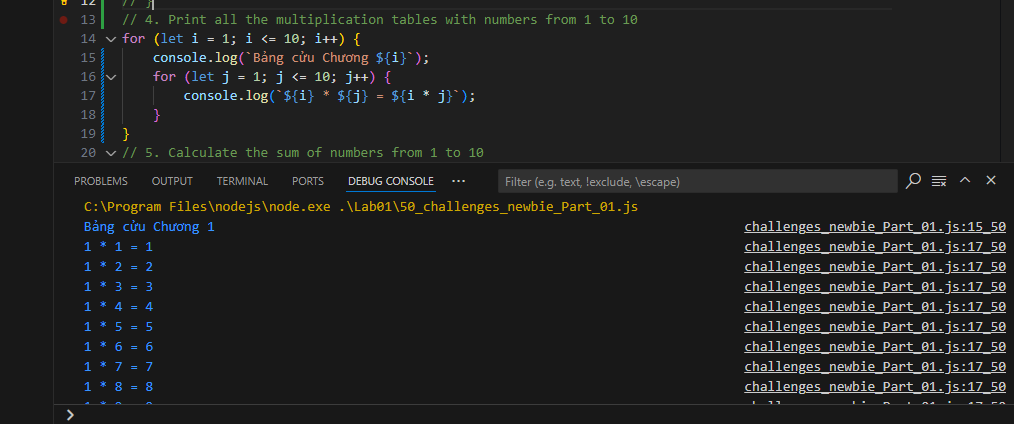 12 // }
13 // 4. Print all the multiplication tables with numbers from 1 to 10
14 for (let i = 1; i <= 10; i++) {
15 console.log(`Bảng cửu Chương ${i}`);
16 for (let j = 1; j <= 10; j++) {
17 console.log(`${i} * ${j} = ${i * j}`);
18 }
19 }
20 // 5. Calculate the sum of numbers from 1 to 10
PROBLEMS OUTPUT TERMINAL PORTS DEBUG CONSOLE ··· Filter (e.g. text, !exclude, \escape)
C:\Program Files\nodejs\node.exe .\Lab01\50_challenges_newbie_Part_01.js
Bảng cửu Chương 1 challenges_newbie_Part_01.js:15_50
1 * 1 = 1 challenges_newbie_Part_01.js:17_50
1 * 2 = 2 challenges_newbie_Part_01.js:17_50
1 * 3 = 3 challenges_newbie_Part_01.js:17_50
1 * 4 = 4 challenges_newbie_Part_01.js:17_50
1 * 5 = 5 challenges_newbie_Part_01.js:17_50
1 * 6 = 6 challenges_newbie_Part_01.js:17_50
1 * 7 = 7 challenges_newbie_Part_01.js:17_50
1 * 8 = 8 challenges_newbie_Part_01.js:17_50